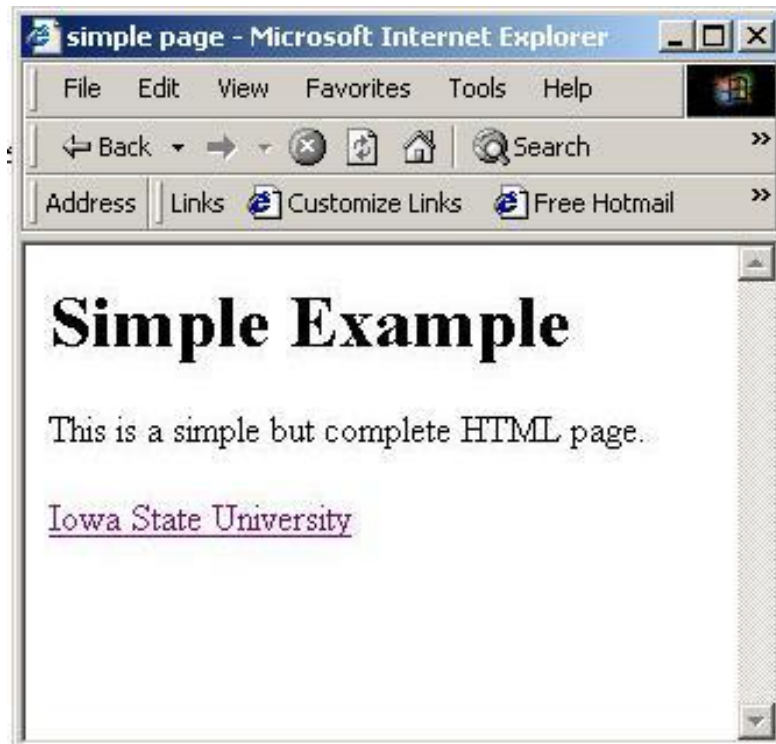 simple page - Microsoft Internet Explorer
File Edit View Favorites Tools Help
Back Search »
Address Links Customize Links Free Hotmail »
Simple Example
This is a simple but complete HTML page.
Iowa State University